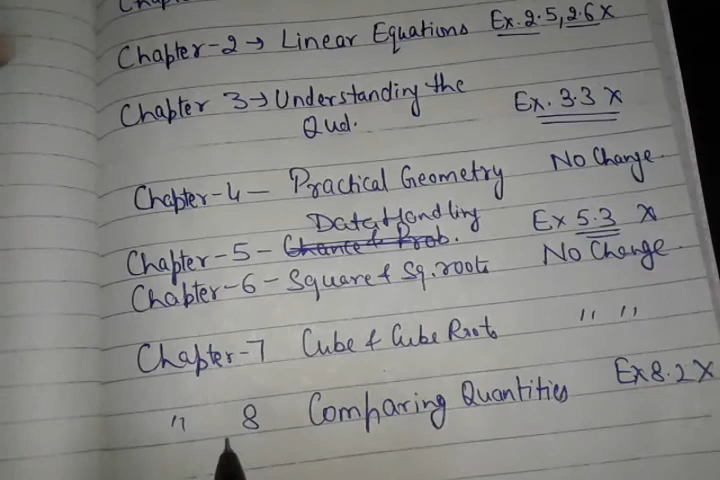 Chapter-2 → Linear Equations Ex. 2.5, 2.6 X
Chapter 3 → Understanding the Ex. 3.3 X
Qud.
Chapter-4 — Practical Geometry No Change.
Data Handling
Chapter-5 - Chance & Prob. Ex 5.3 X
Chapter-6 - Square & Sq. roots No Change.
Chapter-7 Cube & Cube Root " "
" 8 Comparing Quantities Ex 8.2 X